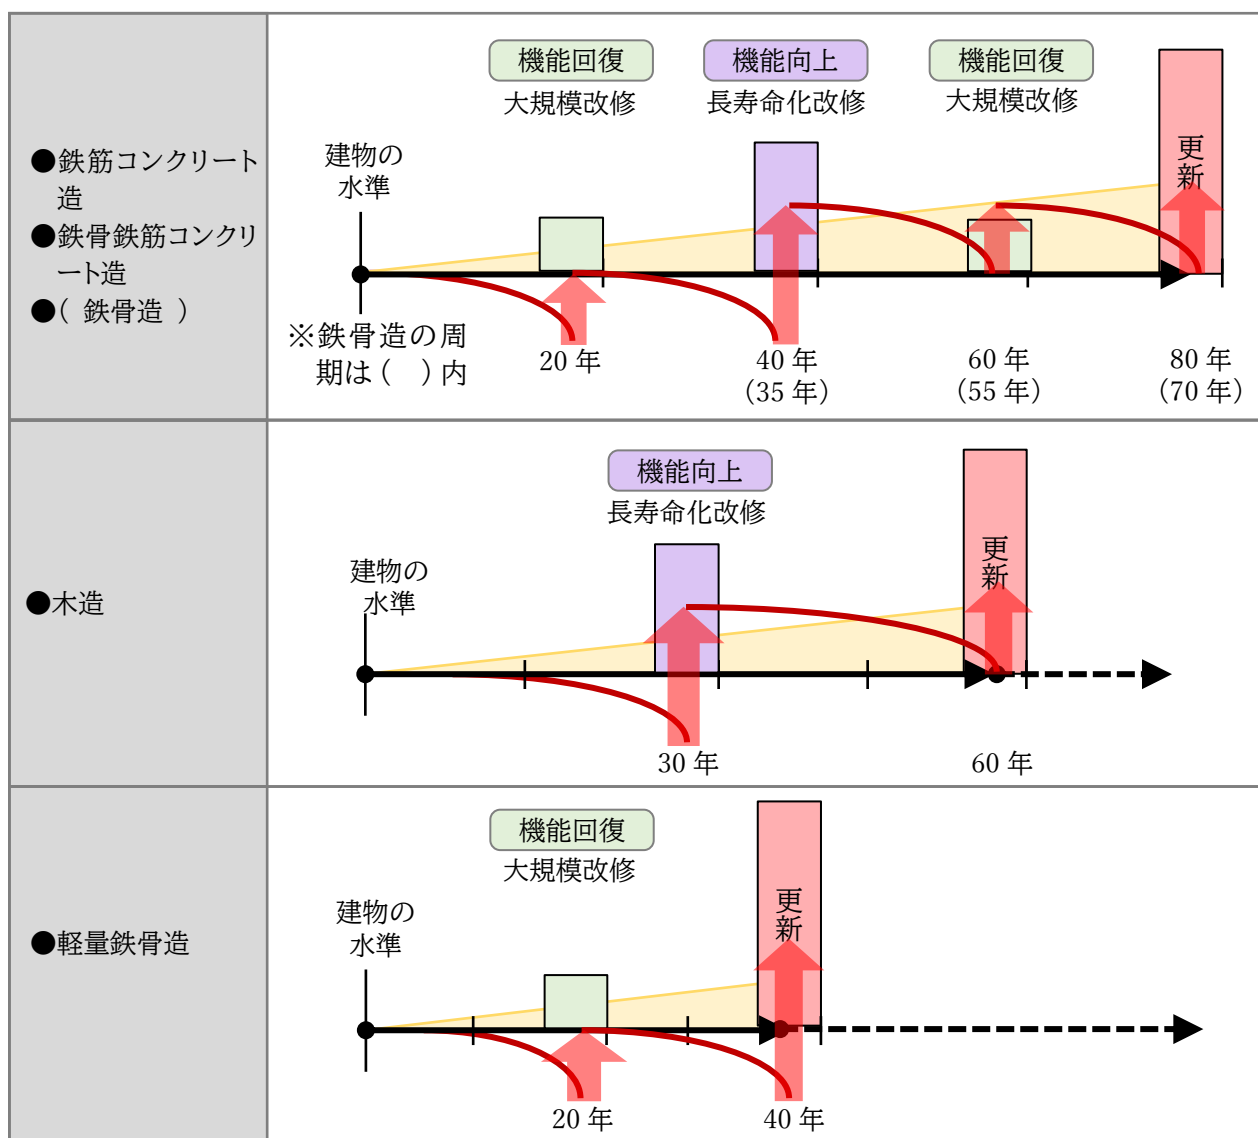 ●鉄筋コンクリート
造
●鉄骨鉄筋コンクリ
ート造
●( 鉄骨造 )
機能回復
大規模改修
機能向上
長寿命化改修
機能回復
大規模改修
建物の
水準
更新
※鉄骨造の周
期は( )内
20 年
40 年
(35 年)
60 年
(55 年)
80 年
(70 年)
●木造
機能向上
長寿命化改修
建物の
水準
更新
30 年
60 年
●軽量鉄骨造
機能回復
大規模改修
建物の
水準
更新
20 年
40 年